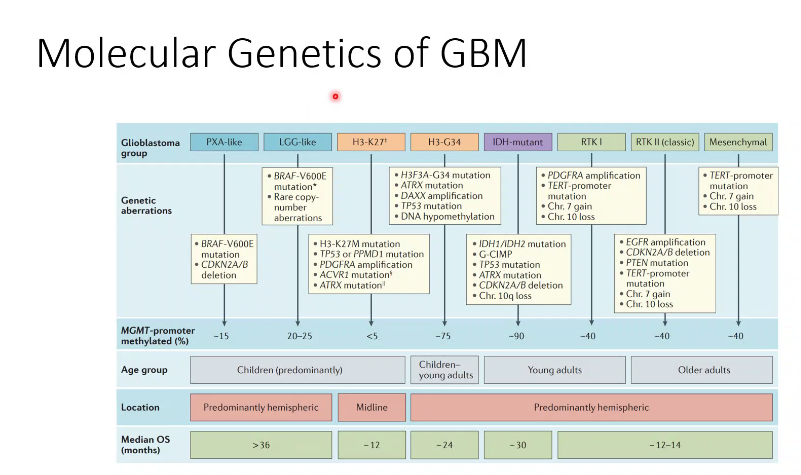 Molecular Genetics of GBM
Glioblastoma
group
PXA-like
LGG-like
H3-K27†
H3-G34
IDH-mutant
RTK I
RTK II (classic)
Mesenchymal
Genetic
aberrations
• BRAF-V600E
mutation
• CDKN2A/B
deletion
• BRAF-V600E
mutation*
• Rare copy-
number
aberrations
• H3-K27M mutation
• TP53 or PPMD1 mutation
• PDGFRA amplification
• ACVR1 mutation§
• ATRX mutation||
• H3F3A-G34 mutation
• ATRX mutation
• DAXX amplification
• TP53 mutation
• DNA hypomethylation
• IDH1/IDH2 mutation
• G-CIMP
• TP53 mutation
• ATRX mutation
• CDKN2A/B deletion
• Chr. 10q loss
• PDGFRA amplification
• TERT-promoter
mutation
• Chr. 7 gain
• Chr. 10 loss
• EGFR amplification
• CDKN2A/B deletion
• PTEN mutation
• TERT-promoter
mutation
• Chr. 7 gain
• Chr. 10 loss
• TERT-promoter
mutation
• Chr. 7 gain
• Chr. 10 loss
MGMT-promoter
methylated (%)
~15
20–25
<5
~75
~90
~40
~40
~40
Age group
Children (predominantly)
Children–
young adults
Young adults
Older adults
Location
Predominantly hemispheric
Midline
Predominantly hemispheric
Median OS
(months)
>36
~12
~24
~30
~12–14